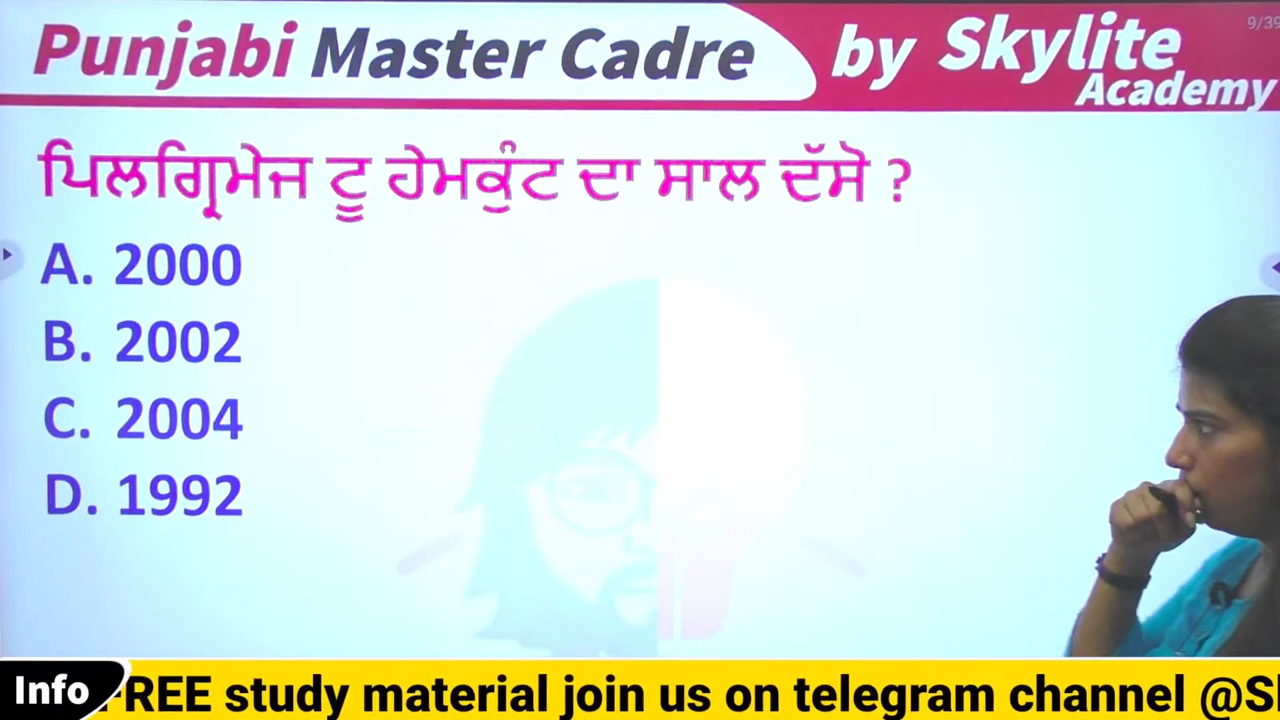 Punjabi Master Cadre by Skylite Academy
9/39
ਪਿਲਗ੍ਰਿਮੇਜ ਟੂ ਹੇਮਕੁੰਟ ਦਾ ਸਾਲ ਦੱਸੋ ?
A. 2000
B. 2002
C. 2004
D. 1992
Info FREE study material join us on telegram channel